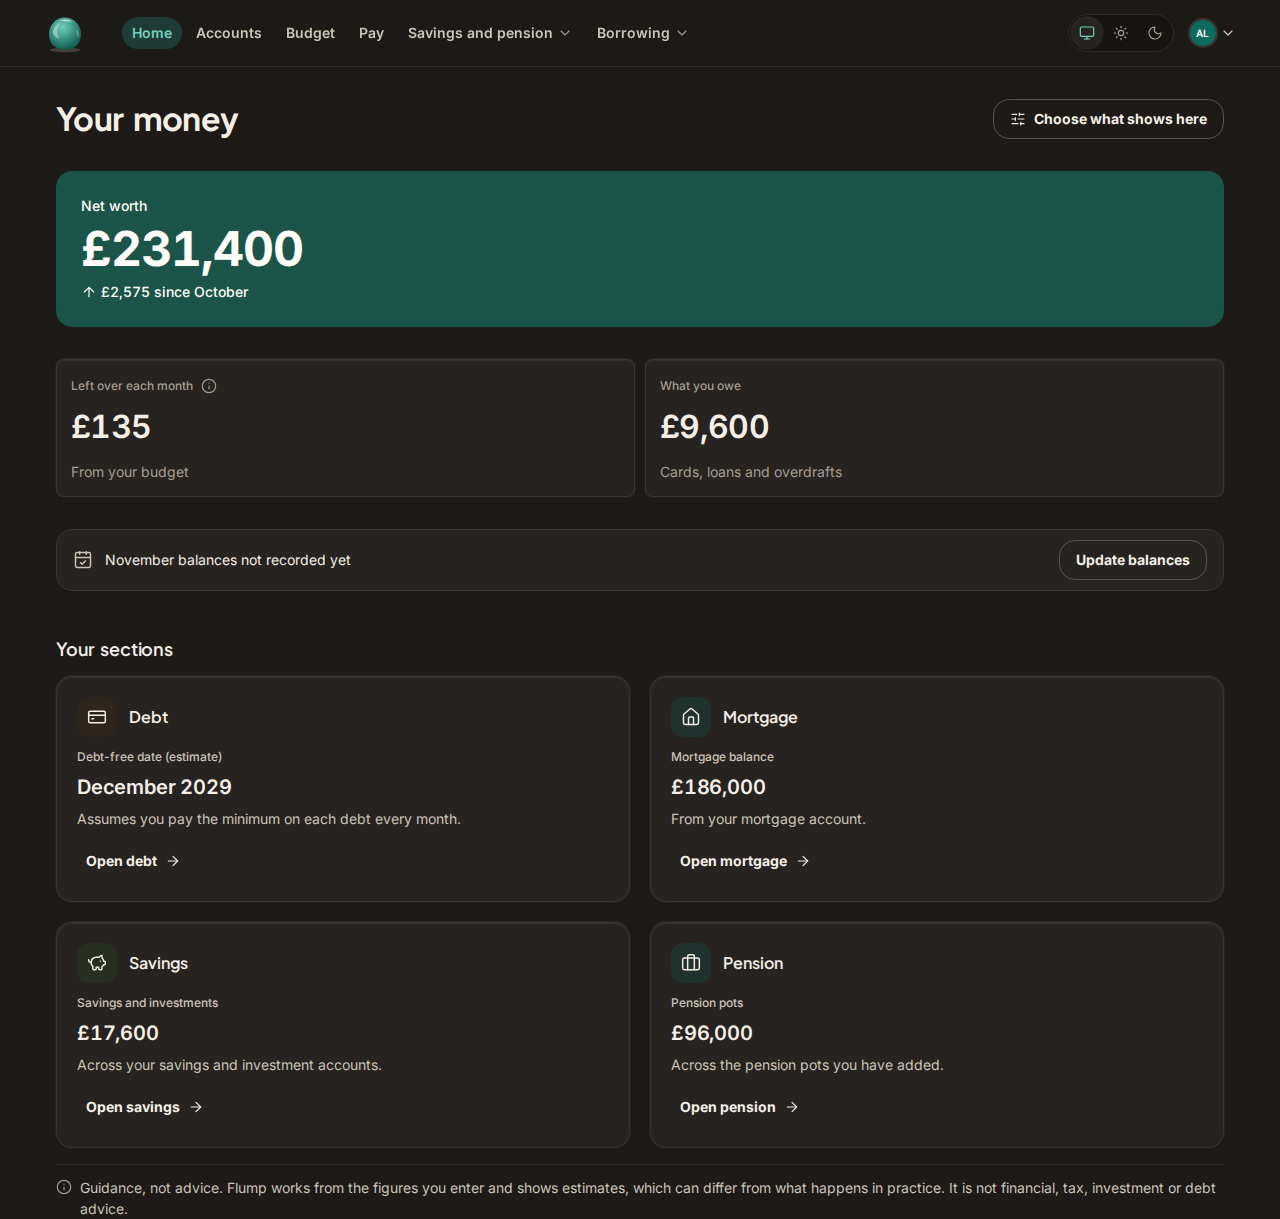 Home Accounts Budget Pay Savings and pension Borrowing AL
Your money
Choose what shows here
Net worth
£231,400
£2,575 since October
Left over each month
£135
From your budget
What you owe
£9,600
Cards, loans and overdrafts
November balances not recorded yet
Update balances
Your sections
Debt
Debt-free date (estimate)
December 2029
Assumes you pay the minimum on each debt every month.
Open debt
Mortgage
Mortgage balance
£186,000
From your mortgage account.
Open mortgage
Savings
Savings and investments
£17,600
Across your savings and investment accounts.
Open savings
Pension
Pension pots
£96,000
Across the pension pots you have added.
Open pension
Guidance, not advice. Flump works from the figures you enter and shows estimates, which can differ from what happens in practice. It is not financial, tax, investment or debt
advice.